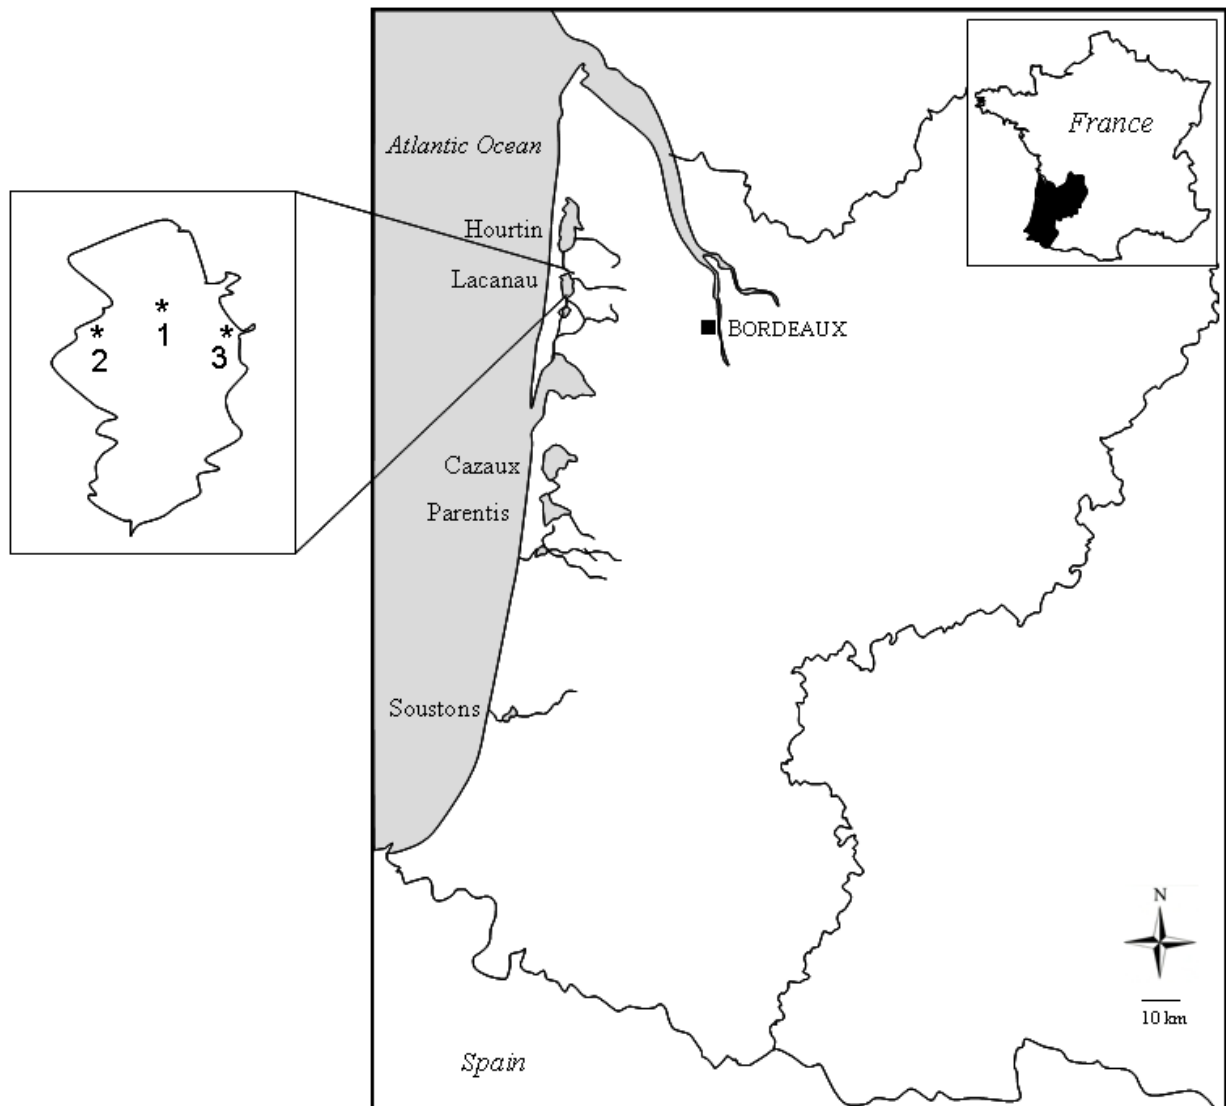 France
Atlantic Ocean
Hourtin
Lacanau
*
1
*
2
*
3
BORDEAUX
Cazaux
Parentis
Soustons
N
10 km
Spain